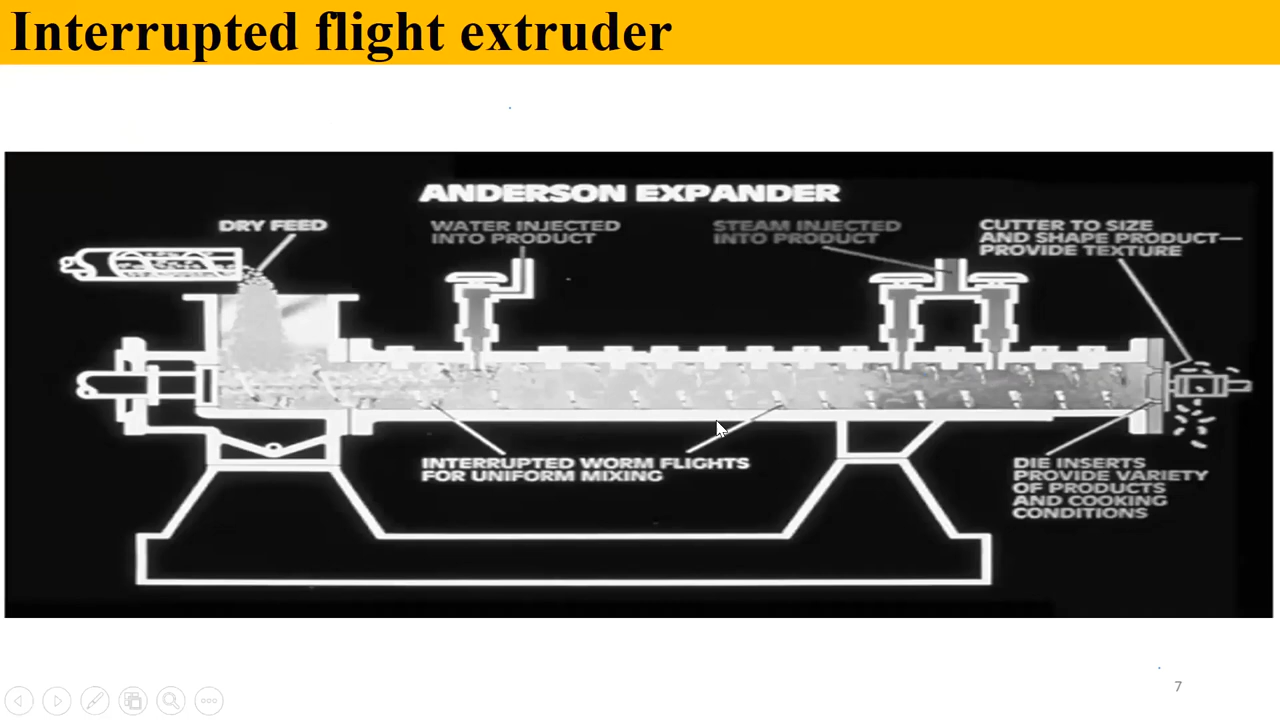 Interrupted flight extruder
ANDERSON EXPANDER
DRY FEED
WATER INJECTED
INTO PRODUCT
STEAM INJECTED
INTO PRODUCT
CUTTER TO SIZE
AND SHAPE PRODUCT—
PROVIDE TEXTURE
INTERRUPTED WORM FLIGHTS
FOR UNIFORM MIXING
DIE INSERTS
PROVIDE VARIETY
OF PRODUCTS
AND COOKING
CONDITIONS
7